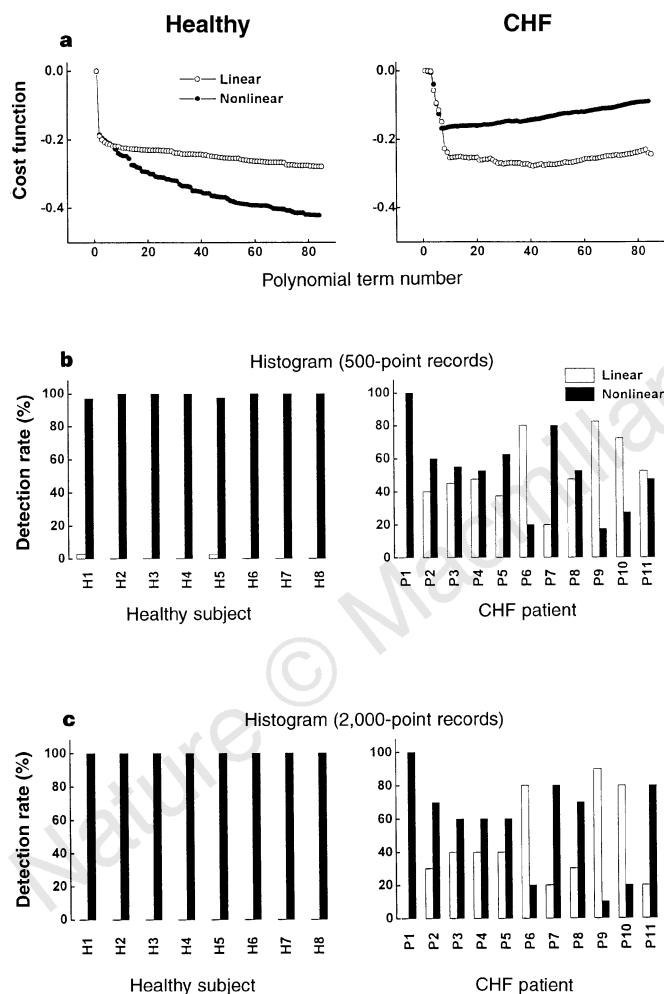 Healthy
CHF
a
Cost function
0.0
-0.2
-0.4
Linear
Nonlinear
0 20 40 60 80
0.0
-0.2
-0.4
0 20 40 60 80
Polynomial term number
b
Histogram (500-point records)
Linear
Nonlinear
Detection rate (%)
100
80
60
40
20
0
H1 H2 H3 H4 H5 H6 H7 H8
Healthy subject
100
80
60
40
20
0
P1 P2 P3 P4 P5 P6 P7 P8 P9 P10 P11
CHF patient
c
Histogram (2,000-point records)
Detection rate (%)
100
80
60
40
20
0
H1 H2 H3 H4 H5 H6 H7 H8
Healthy subject
100
80
60
40
20
0
P1 P2 P3 P4 P5 P6 P7 P8 P9 P10 P11
CHF patient
Nature © Macmillan